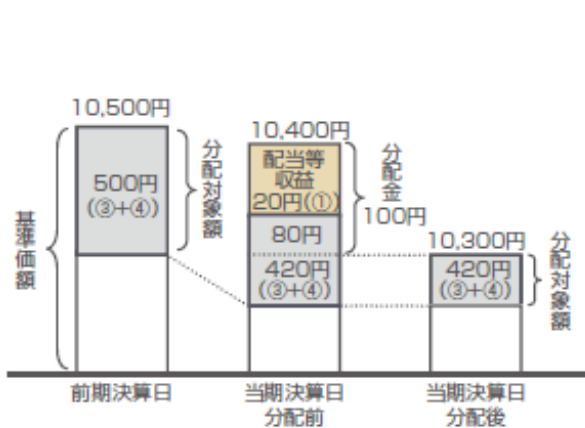 10,500円
500円
(③+④)
分配対象額
基準価額
10,400円
配当等
収益
20円(①)
80円
420円
(③+④)
分配金
100円
10,300円
420円
(③+④)
分配対象額
前期決算日
当期決算日
分配前
当期決算日
分配後